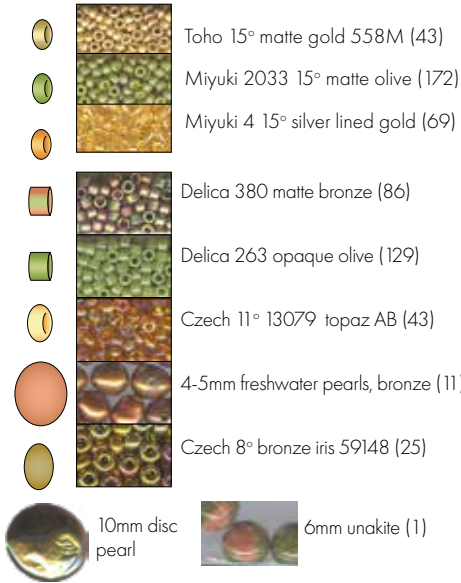 Toho 15° matte gold 558M (43)
Miyuki 2033 15° matte olive (172)
Miyuki 4 15° silver lined gold (69)
Delica 380 matte bronze (86)
Delica 263 opaque olive (129)
Czech 11° 13079 topaz AB (43)
4-5mm freshwater pearls, bronze (11)
Czech 8° bronze iris 59148 (25)
10mm disc
pearl
6mm unakite (1)